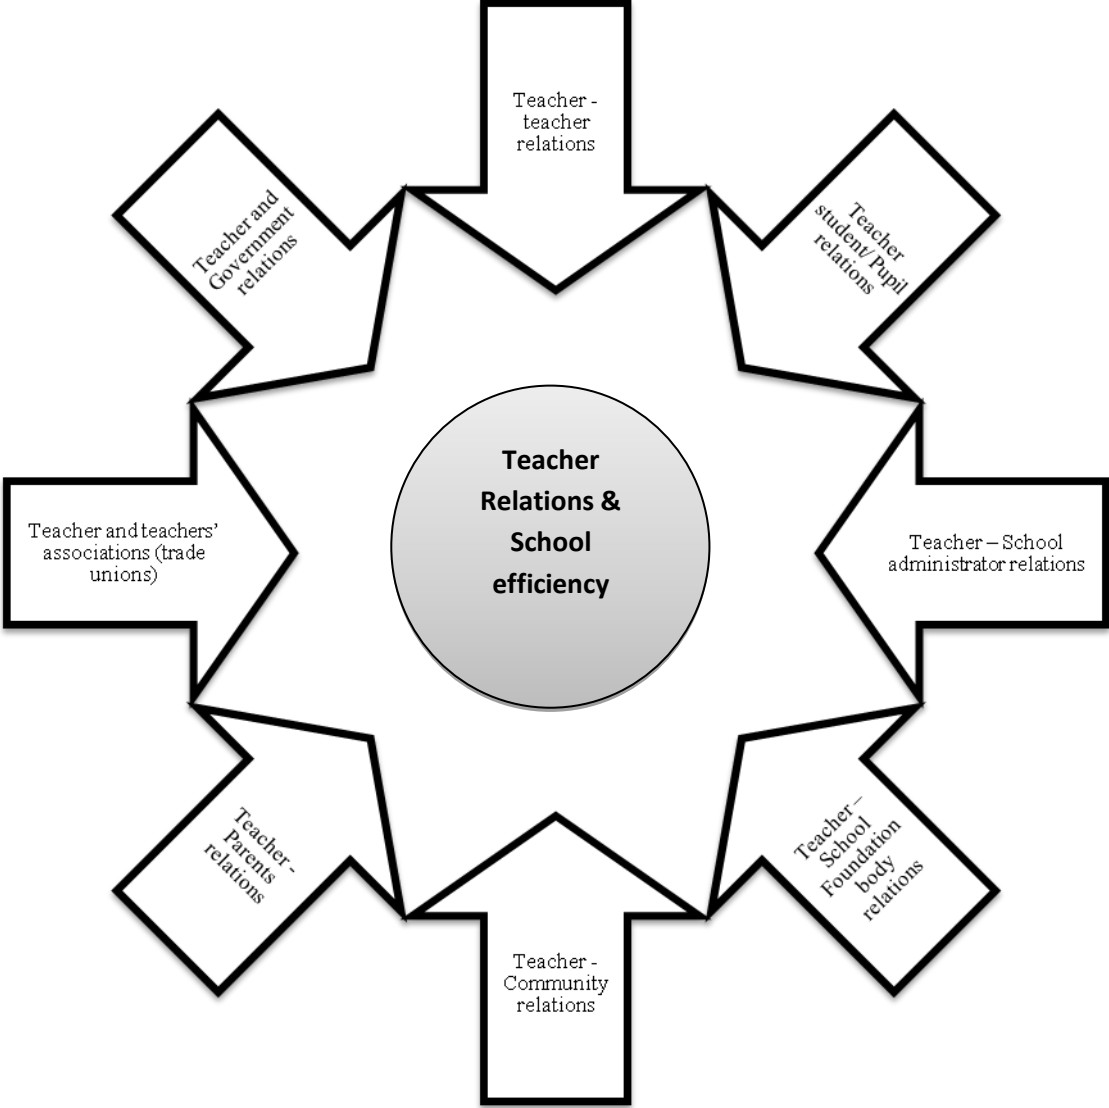 Teacher -
teacher
relations
Teacher
student/ Pupil
relations
Teacher – School
administrator relations
Teacher –
School
Foundation
body
relations
Teacher -
Community
relations
Teacher -
Parents
relations
Teacher and teachers’
associations (trade
unions)
Teacher and
Government
relations
Teacher
Relations &
School
efficiency